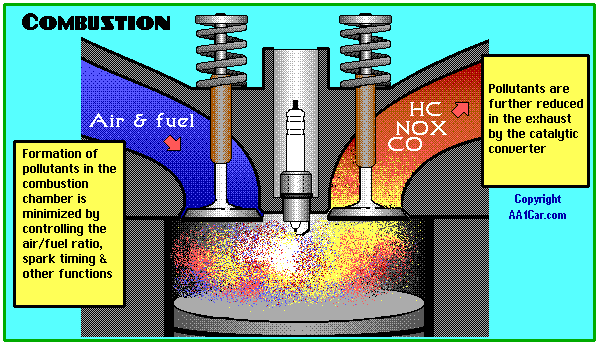 COMBUSTION
Air & fuel
HC
NOX
CO
Pollutants are
further reduced
in the exhaust
by the catalytic
converter
Formation of
pollutants in the
combustion
chamber is
minimized by
controlling the
air/fuel ratio,
spark timing &
other functions
Copyright
AA1Car.com